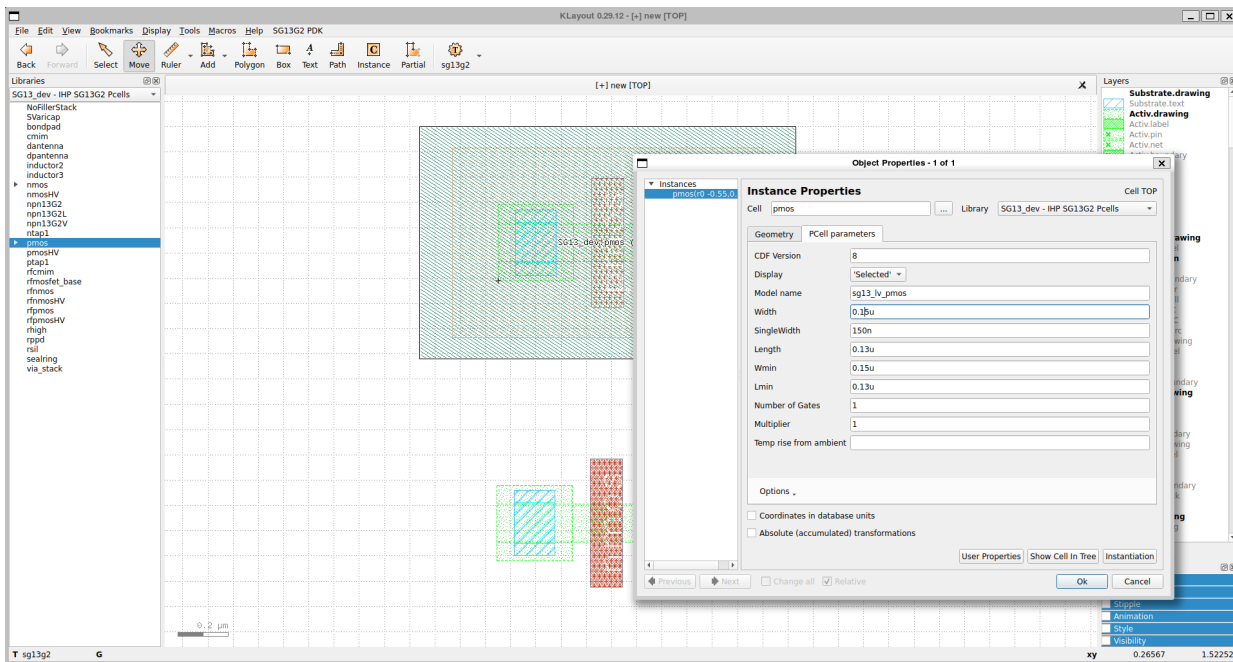 KLayout 0.29.12 - [+] new [TOP]
File Edit View Bookmarks Display Tools Macros Help SG13G2 PDK
Back Forward Select Move Ruler Add Polygon Box Text Path Instance Partial sg13g2
Libraries
SG13_dev - IHP SG13G2 Pcells
NoFillerStack
SVaricap
bondpad
cmim
dantenna
dpantenna
inductor2
inductor3
nmos
nmosHV
npn13G2
npn13G2L
npn13G2V
ntap1
pmos
pmosHV
ptap1
rfcmim
rfmosfet_base
rfnmos
rfnmosHV
rfpmos
rfpmosHV
rhigh
rppd
rsil
sealring
via_stack
[+] new [TOP]
SG13_dev.pmos
0.2 µm
Layers
Substrate.drawing
Substrate.text
Activ.drawing
Activ.label
Activ.pin
Activ.net
Object Properties - 1 of 1
Instances
pmos(r0 -0.55,0.
Instance Properties
Cell TOP
Cell pmos ... Library SG13_dev - IHP SG13G2 Pcells
Geometry PCell parameters
CDF Version 8
Display 'Selected'
Model name sg13_lv_pmos
Width 0.15u
SingleWidth 150n
Length 0.13u
Wmin 0.15u
Lmin 0.13u
Number of Gates 1
Multiplier 1
Temp rise from ambient
Options
Coordinates in database units
Absolute (accumulated) transformations
User Properties Show Cell In Tree Instantiation
Previous Next Change all Relative Ok Cancel
Stipple
Animation
Style
Visibility
T sg13g2 G xy 0.26567 1.52252